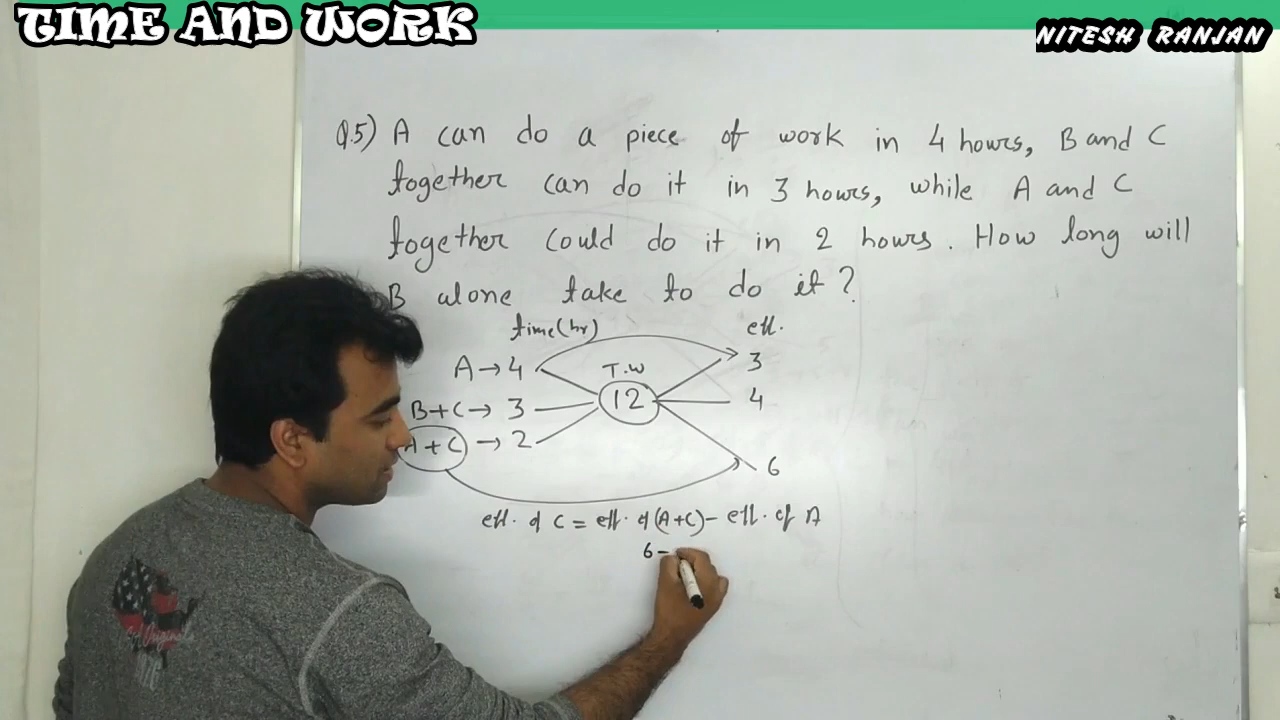 TIME AND WORK
NITESH RANJAN
Q.5) A can do a piece of work in 4 hours, B and C
together can do it in 3 hours, while A and C
together could do it in 2 hours. How long will
B alone take to do it?
time(hr) eff.
A → 4 T.W 3
B+C → 3 12 4
A+C → 2 6
eff. of C = eff. of (A+C) - eff. of A
6 -